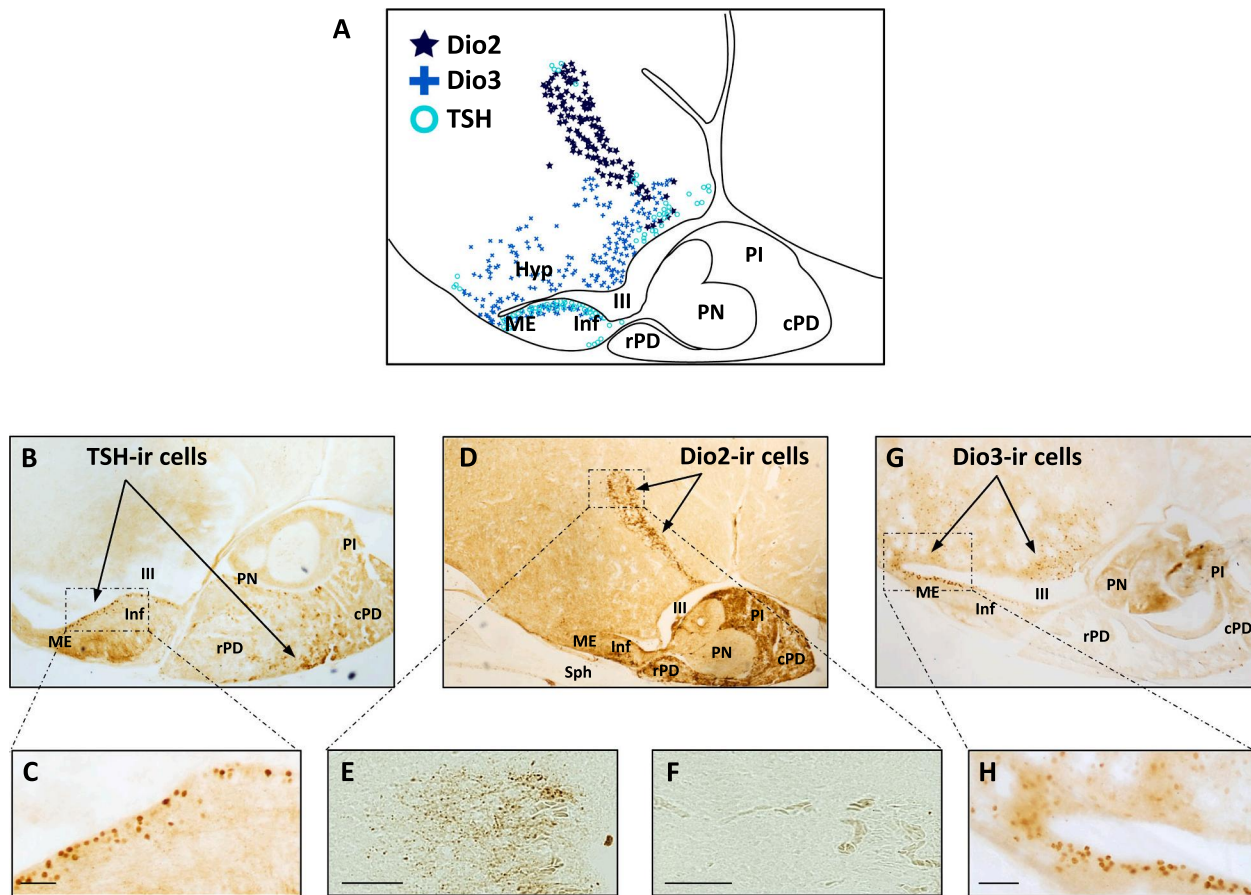 A
Dio2
Dio3
TSH
Hyp
III
PI
PN
cPD
ME
Inf
rPD
B
TSH-ir cells
III
PI
PN
Inf
cPD
ME
rPD
D
Dio2-ir cells
III
PI
ME
Inf
PN
Sph
rPD
cPD
G
Dio3-ir cells
PN
PI
ME
Inf
III
rPD
cPD
C
E
F
H